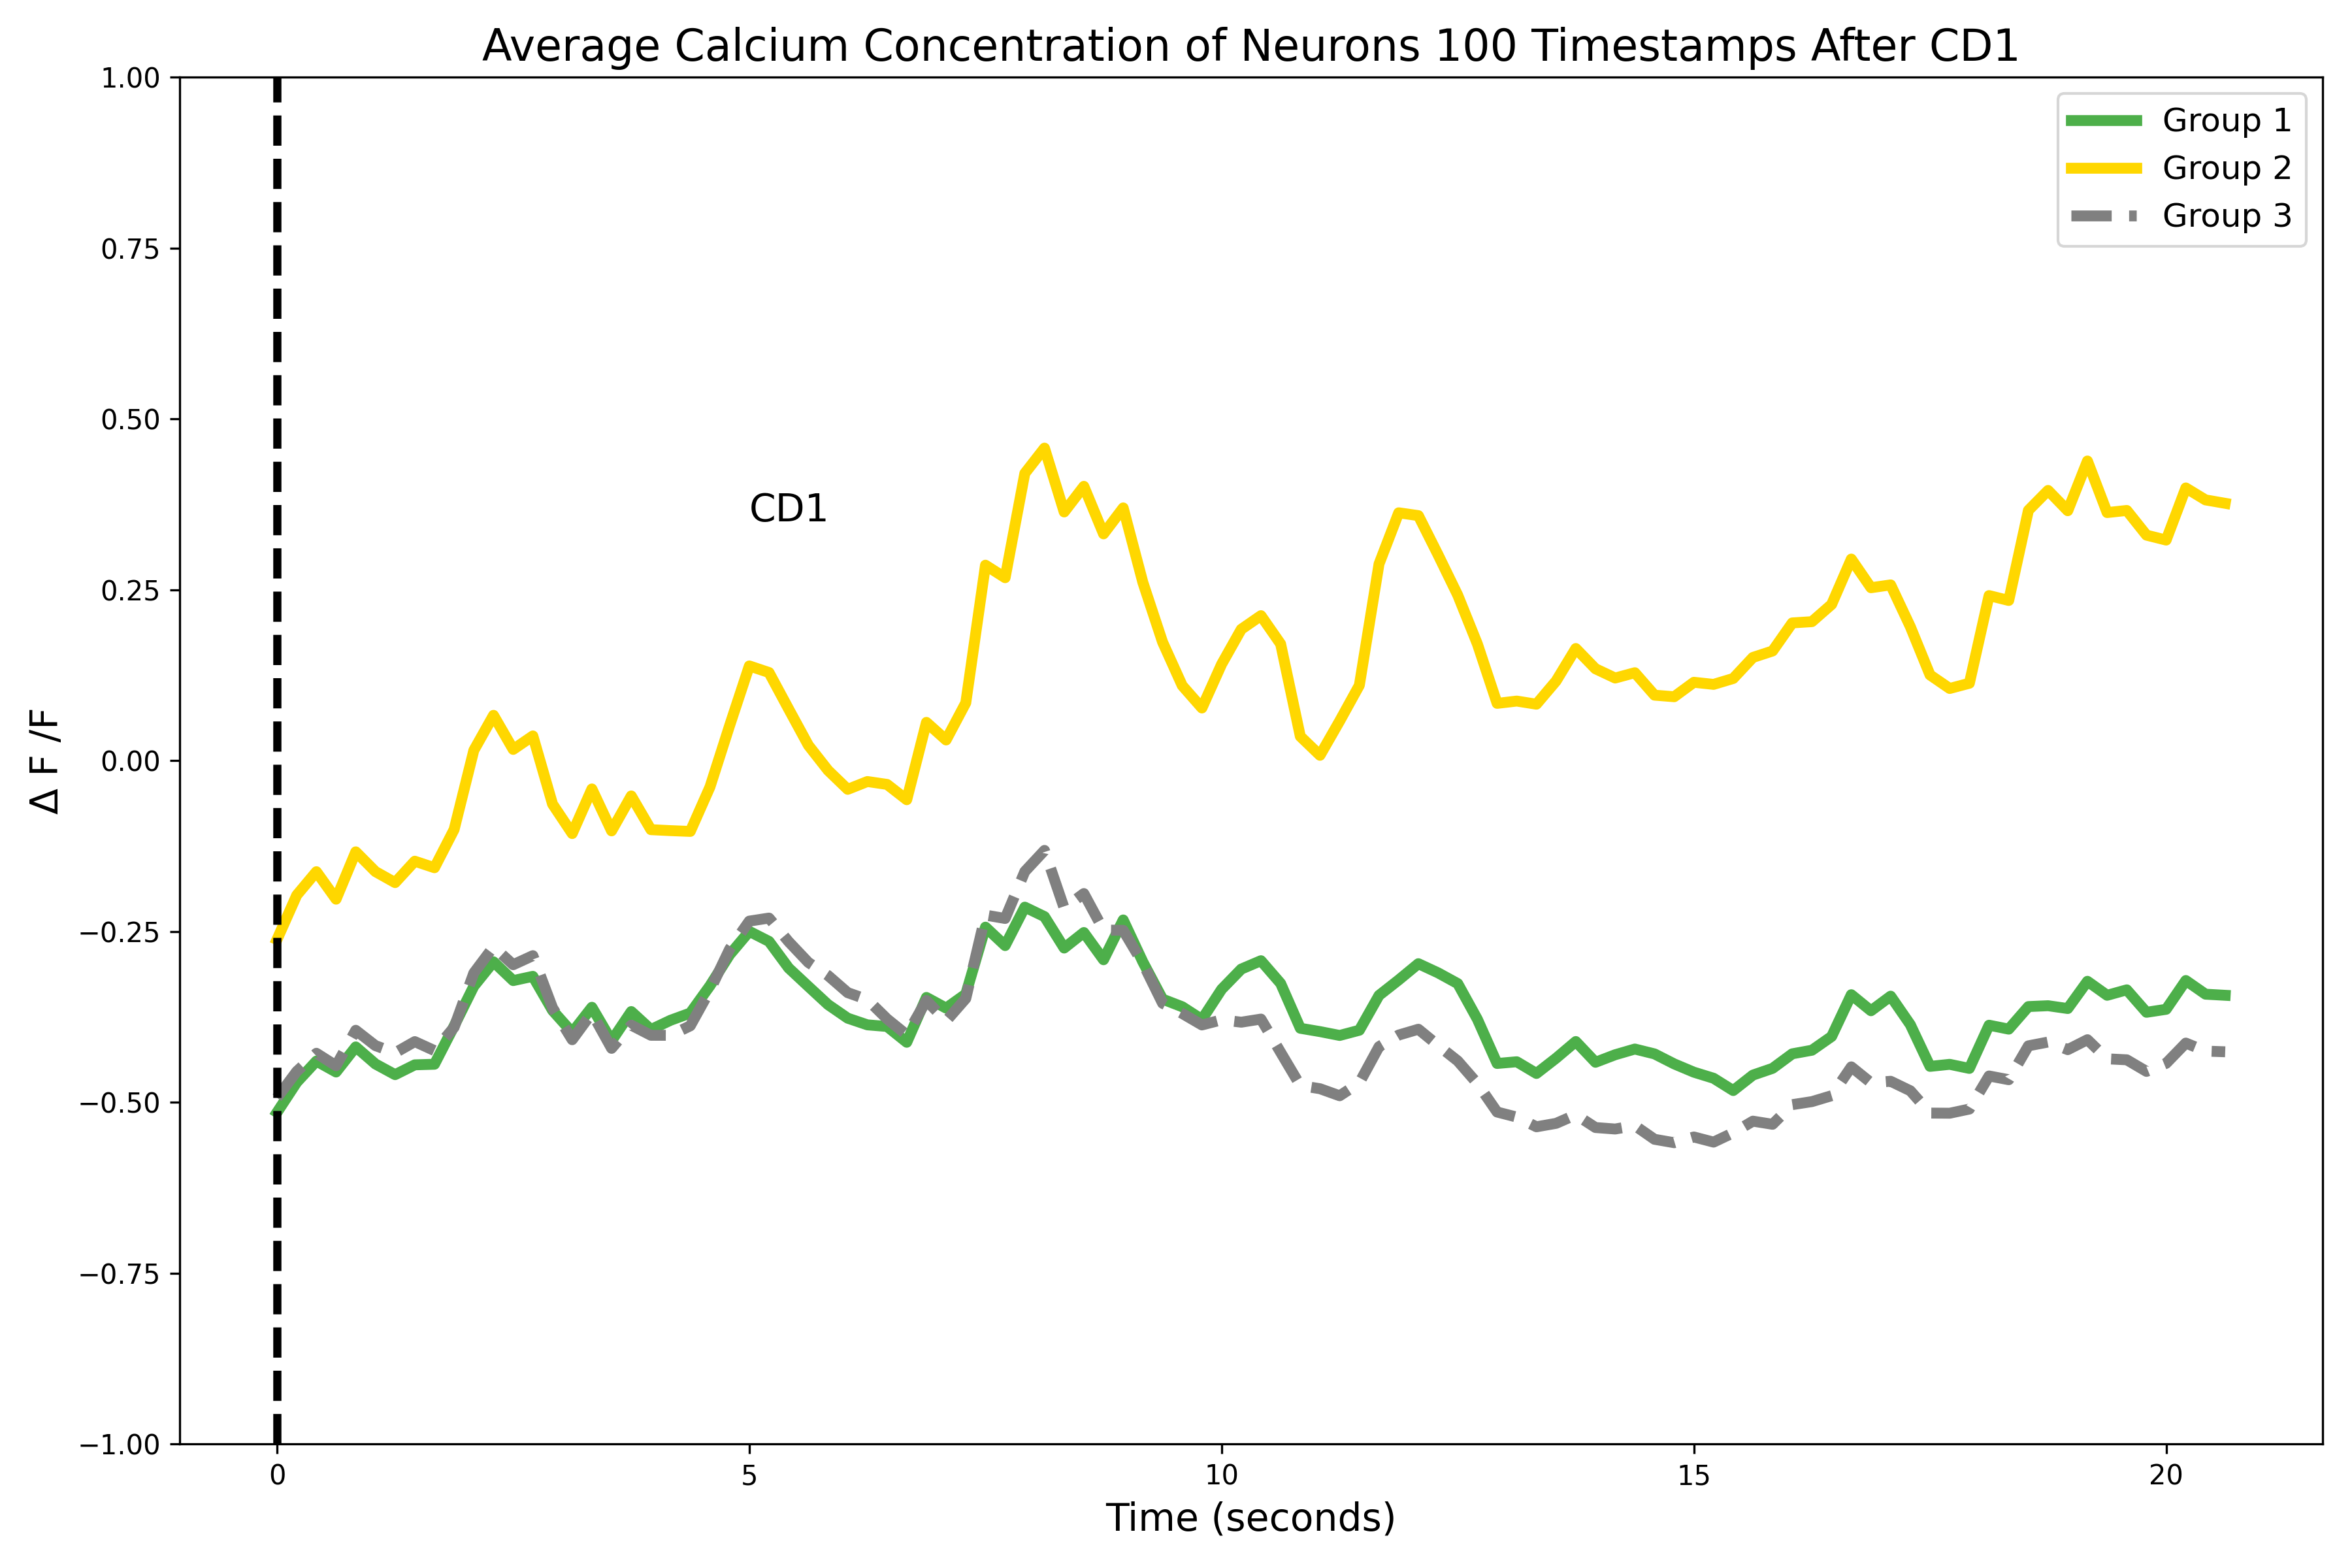 Average Calcium Concentration of Neurons 100 Timestamps After CD1
Group 1
Group 2
Group 3
CD1
Δ F /F
1.00
0.75
0.50
0.25
0.00
−0.25
−0.50
−0.75
−1.00
0 5 10 15 20
Time (seconds)